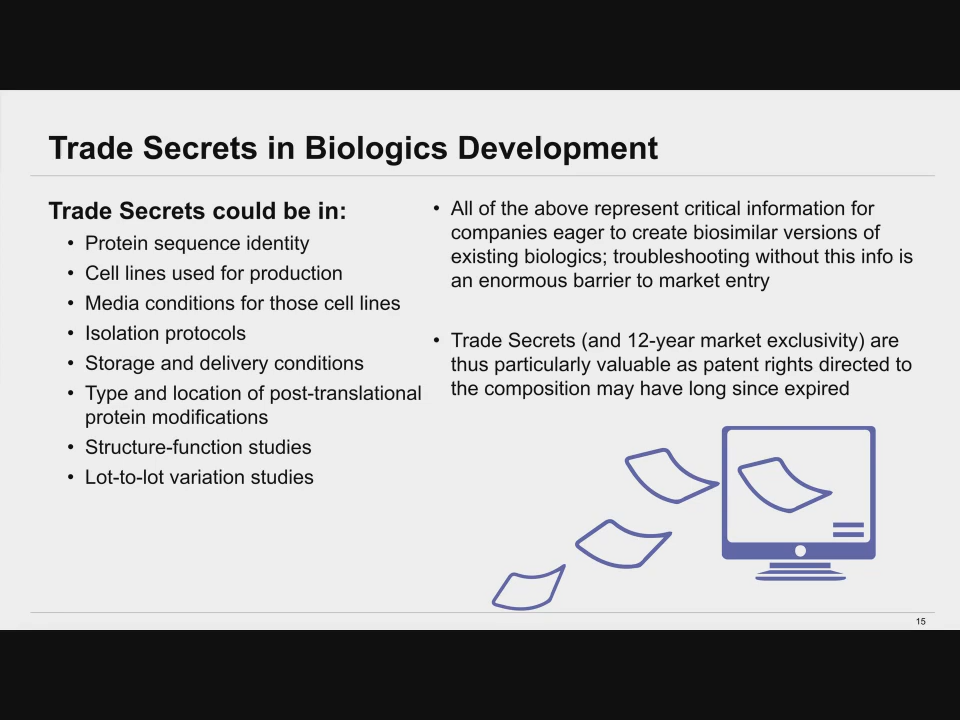 Trade Secrets in Biologics Development
Trade Secrets could be in:
• Protein sequence identity
• Cell lines used for production
• Media conditions for those cell lines
• Isolation protocols
• Storage and delivery conditions
• Type and location of post-translational
protein modifications
• Structure-function studies
• Lot-to-lot variation studies
• All of the above represent critical information for
companies eager to create biosimilar versions of
existing biologics; troubleshooting without this info is
an enormous barrier to market entry
• Trade Secrets (and 12-year market exclusivity) are
thus particularly valuable as patent rights directed to
the composition may have long since expired
15